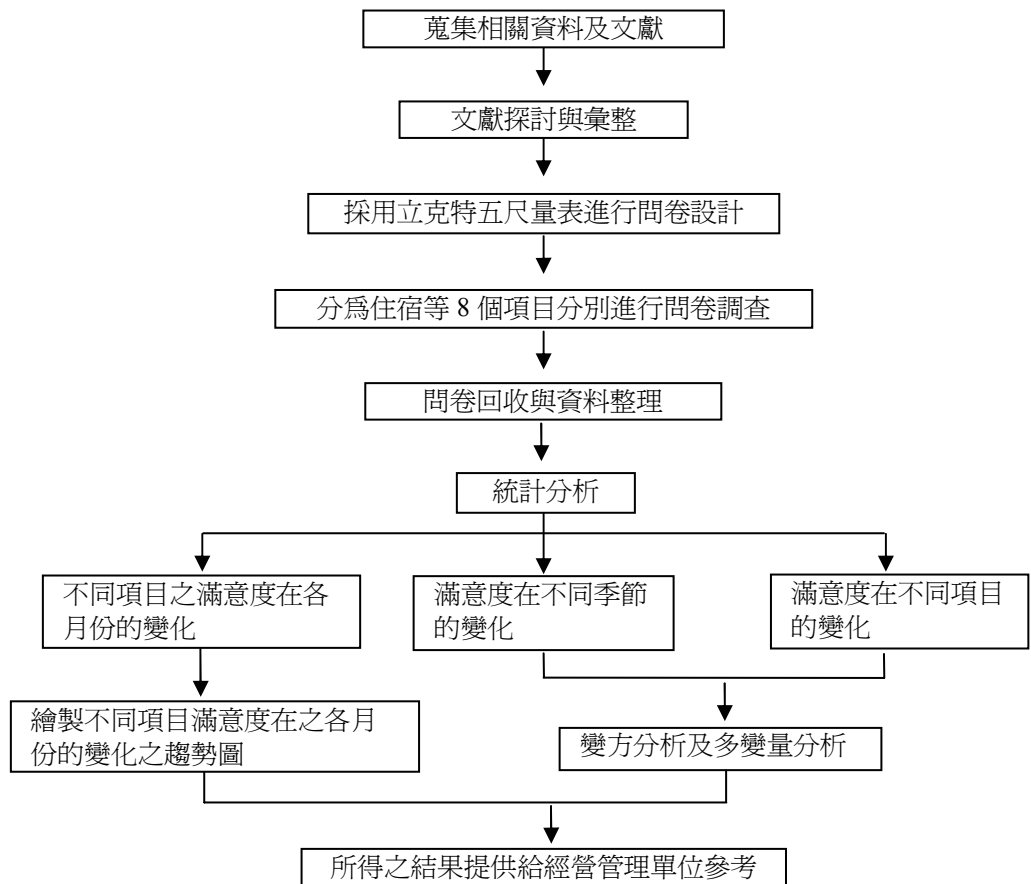 蒐集相關資料及文獻
文獻探討與彙整
採用立克特五尺量表進行問卷設計
分爲住宿等 8 個項目分別進行問卷調查
問卷回收與資料整理
統計分析
不同項目之滿意度在各
月份的變化
滿意度在不同季節
的變化
滿意度在不同項目
的變化
繪製不同項目滿意度在之各月
份的變化之趨勢圖
變方分析及多變量分析
所得之結果提供給經營管理單位參考